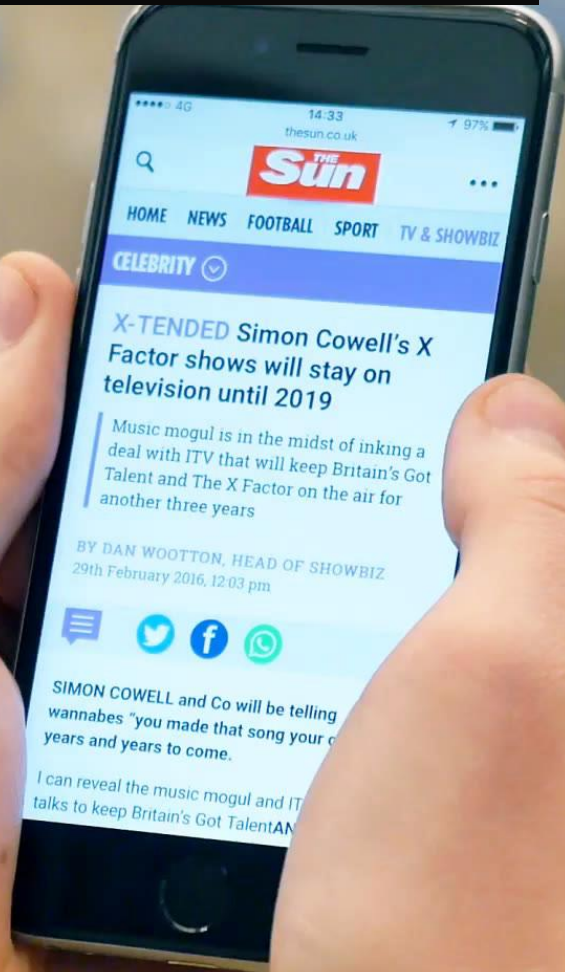 4G 14:33 97%
thesun.co.uk
THE
Sun
HOME NEWS FOOTBALL SPORT TV & SHOWBIZ
CELEBRITY
X-TENDED Simon Cowell's X
Factor shows will stay on
television until 2019
Music mogul is in the midst of inking a
deal with ITV that will keep Britain's Got
Talent and The X Factor on the air for
another three years
BY DAN WOOTTON, HEAD OF SHOWBIZ
29th February 2016, 12:03 pm
SIMON COWELL and Co will be telling
wannabes "you made that song your
years and years to come.
I can reveal the music mogul and
talks to keep Britain's Got TalentAN